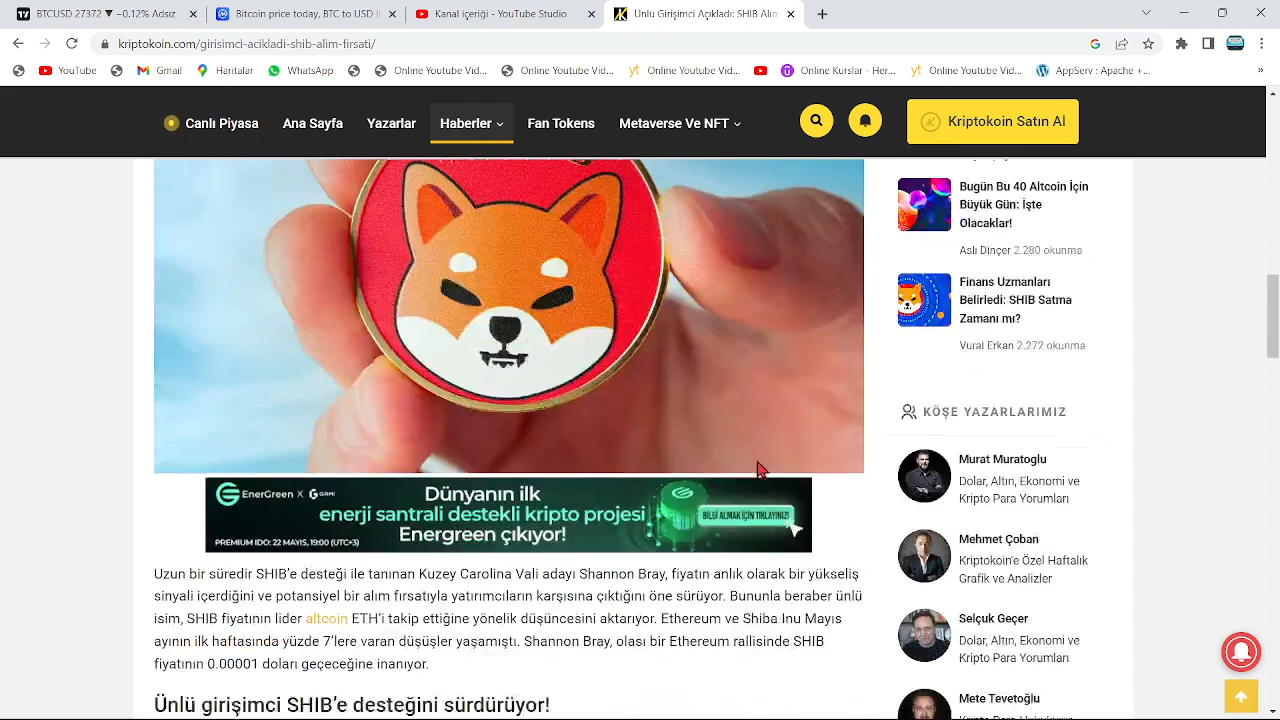 BTCUSD 27372 ▼ −0.12% Adsız
Bitcoin price today, BTC to USD li
Kanal içeriği - YouTube Studio
Ünlü Girişimci Açıkladı: SHIB Alım
kriptokoin.com/girisimci-acikladi-shib-alim-firsati/
YouTube
Gmail
Haritalar
WhatsApp
Online Youtube Vid...
Online Youtube Vid...
Online Youtube Vid...
Online Kurslar - Her...
Online Youtube Vid...
AppServ : Apache +...
»
Canlı Piyasa
Ana Sayfa
Yazarlar
Haberler
Fan Tokens
Metaverse Ve NFT
Kriptokoin Satın Al
Bugün Bu 40 Altcoin İçin
Büyük Gün: İşte
Olacaklar!
Aslı Dinçer 2.280 okunma
Finans Uzmanları
Belirledi: SHIB Satma
Zamanı mı?
Vural Erkan 2.272 okunma
KÖŞE YAZARLARIMIZ
Murat Muratoglu
Dolar, Altın, Ekonomi ve
Kripto Para Yorumları
Mehmet Çoban
Kriptokoin'e Özel Haftalık
Grafik ve Analizler
Selçuk Geçer
Dolar, Altın, Ekonomi ve
Kripto Para Yorumları
Mete Tevetoğlu
EnerGreen X GAMI
PREMIUM IDO: 22 MAYIS, 19:00 (UTC+3)
Dünyanın ilk
enerji santrali destekli kripto projesi
Energreen çıkıyor!
BİLGİ ALMAK İÇİN TIKLAYINIZ!
Uzun bir süredir SHIB'e desteği ile tanınan Kuzey Carolina Vali adayı Shannon Bray, fiyatın anlık olarak bir yükseliş
sinyali içerdiğini ve potansiyel bir alım fırsatıyla yatırımcıların karşısına çıktığını öne sürüyor. Bununla beraber ünlü
isim, SHIB fiyatının lider altcoin ETH'i takip ettiğine yönelik düşüncesini aktarıyor. Ethereum ve Shiba Inu Mayıs
ayının ilk haftasında yüzde 7'lere varan düşüşler yaşamıştı. Shannon Bray, olası bir Ethereum rallisinde SHIB
fiyatının 0.00001 doları geçeceğine inanıyor.
Ünlü girişimci SHIB'e desteğini sürdürüyor!